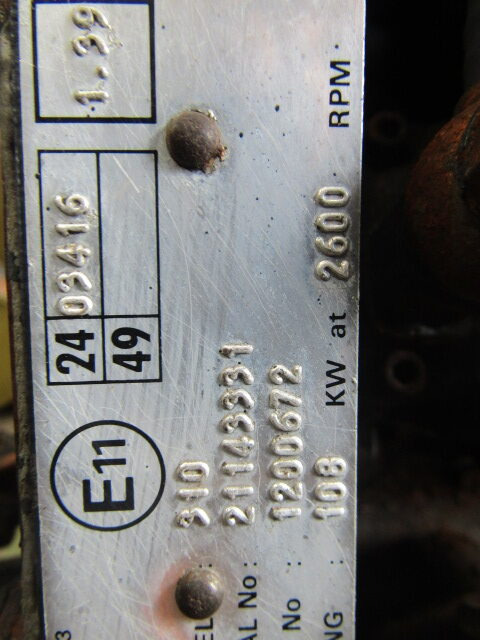 1.39
24 03416
49
E11
EL : 310
AL No : 21143331
No : 1200672
NG : 108 KW at 2600 RPM
3